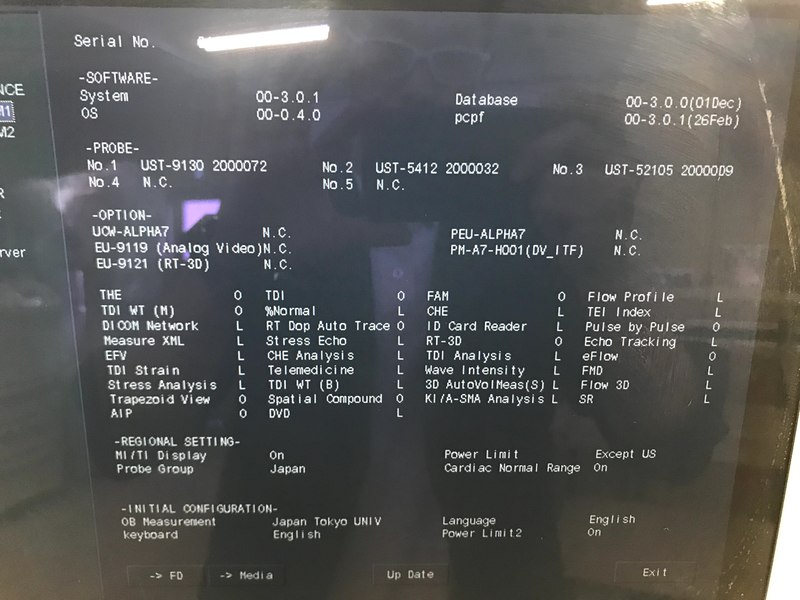 Serial No.
-SOFTWARE-
System 00-3.0.1 Database 00-3.0.0(01Dec)
OS 00-0.4.0 pcpf 00-3.0.1(26Feb)
-PROBE-
No.1 UST-9130 2000072 No.2 UST-5412 2000032 No.3 UST-52105 20000D9
No.4 N.C. No.5 N.C.
-OPTION-
UCW-ALPHA7 N.C. PEU-ALPHA7 N.C.
EU-9119 (Analog Video)N.C. PM-A7-H001(DV_ITF) N.C.
EU-9121 (RT-3D) N.C.
THE O TDI O FAM O Flow Profile L
TDI WT (M) O %Normal L CHE L TEI Index L
DICOM Network L RT Dop Auto Trace O ID Card Reader L Pulse by Pulse O
Measure XML L Stress Echo L RT-3D O Echo Tracking L
EFV L CHE Analysis L TDI Analysis L eFlow O
TDI Strain L Telemedicine L Wave Intensity L FMD L
Stress Analysis L TDI WT (B) L 3D AutoVolMeas(S) L Flow 3D L
Trapezoid View O Spatial Compound O KI/A-SMA Analysis L SR L
AIP O DVD L
-REGIONAL SETTING-
MI/TI Display On Power Limit Except US
Probe Group Japan Cardiac Normal Range On
-INITIAL CONFIGURATION-
OB Measurement Japan Tokyo UNIV Language English
keyboard English Power Limit2 On
-> FD -> Media Up Date Exit